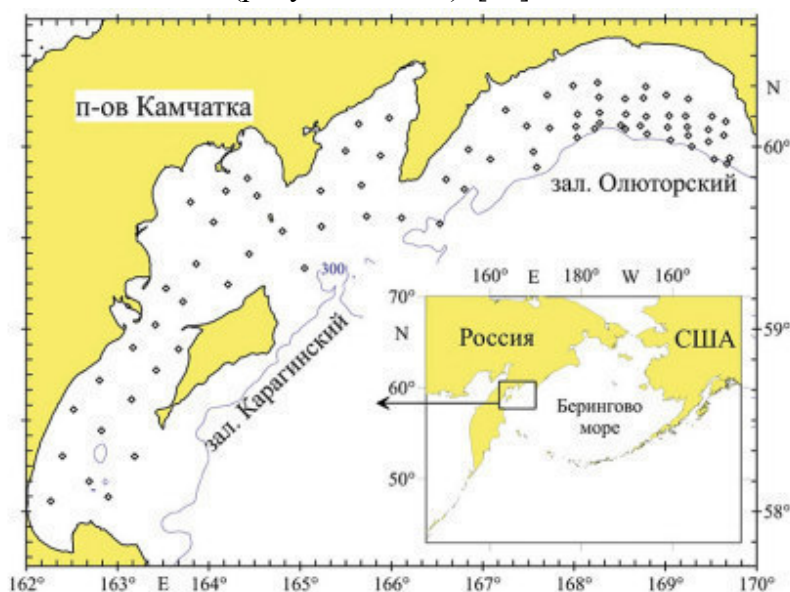 п-ов Камчатка
N
60°
зал. Олюторский
300
160° E 180° W 160°
70°
N
Россия
США
59°
зал. Карагинский
60°
Берингово
море
50°
58°
162° 163° E 164° 165° 166° 167° 168° 169° 170°